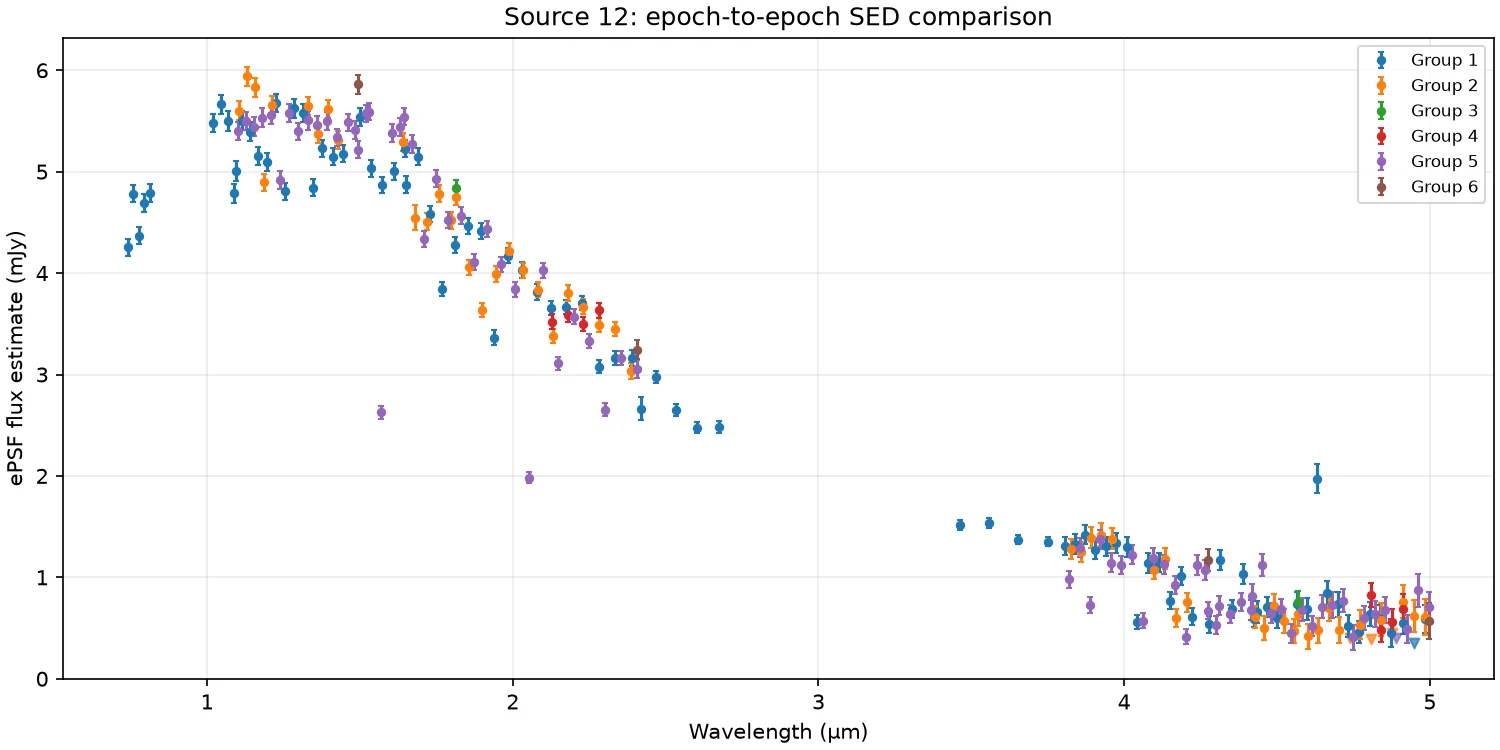 Source 12: epoch-to-epoch SED comparison
ePSF flux estimate (mJy)
6
5
4
3
2
1
0
Group 1
Group 2
Group 3
Group 4
Group 5
Group 6
1 2 3 4 5
Wavelength (μm)